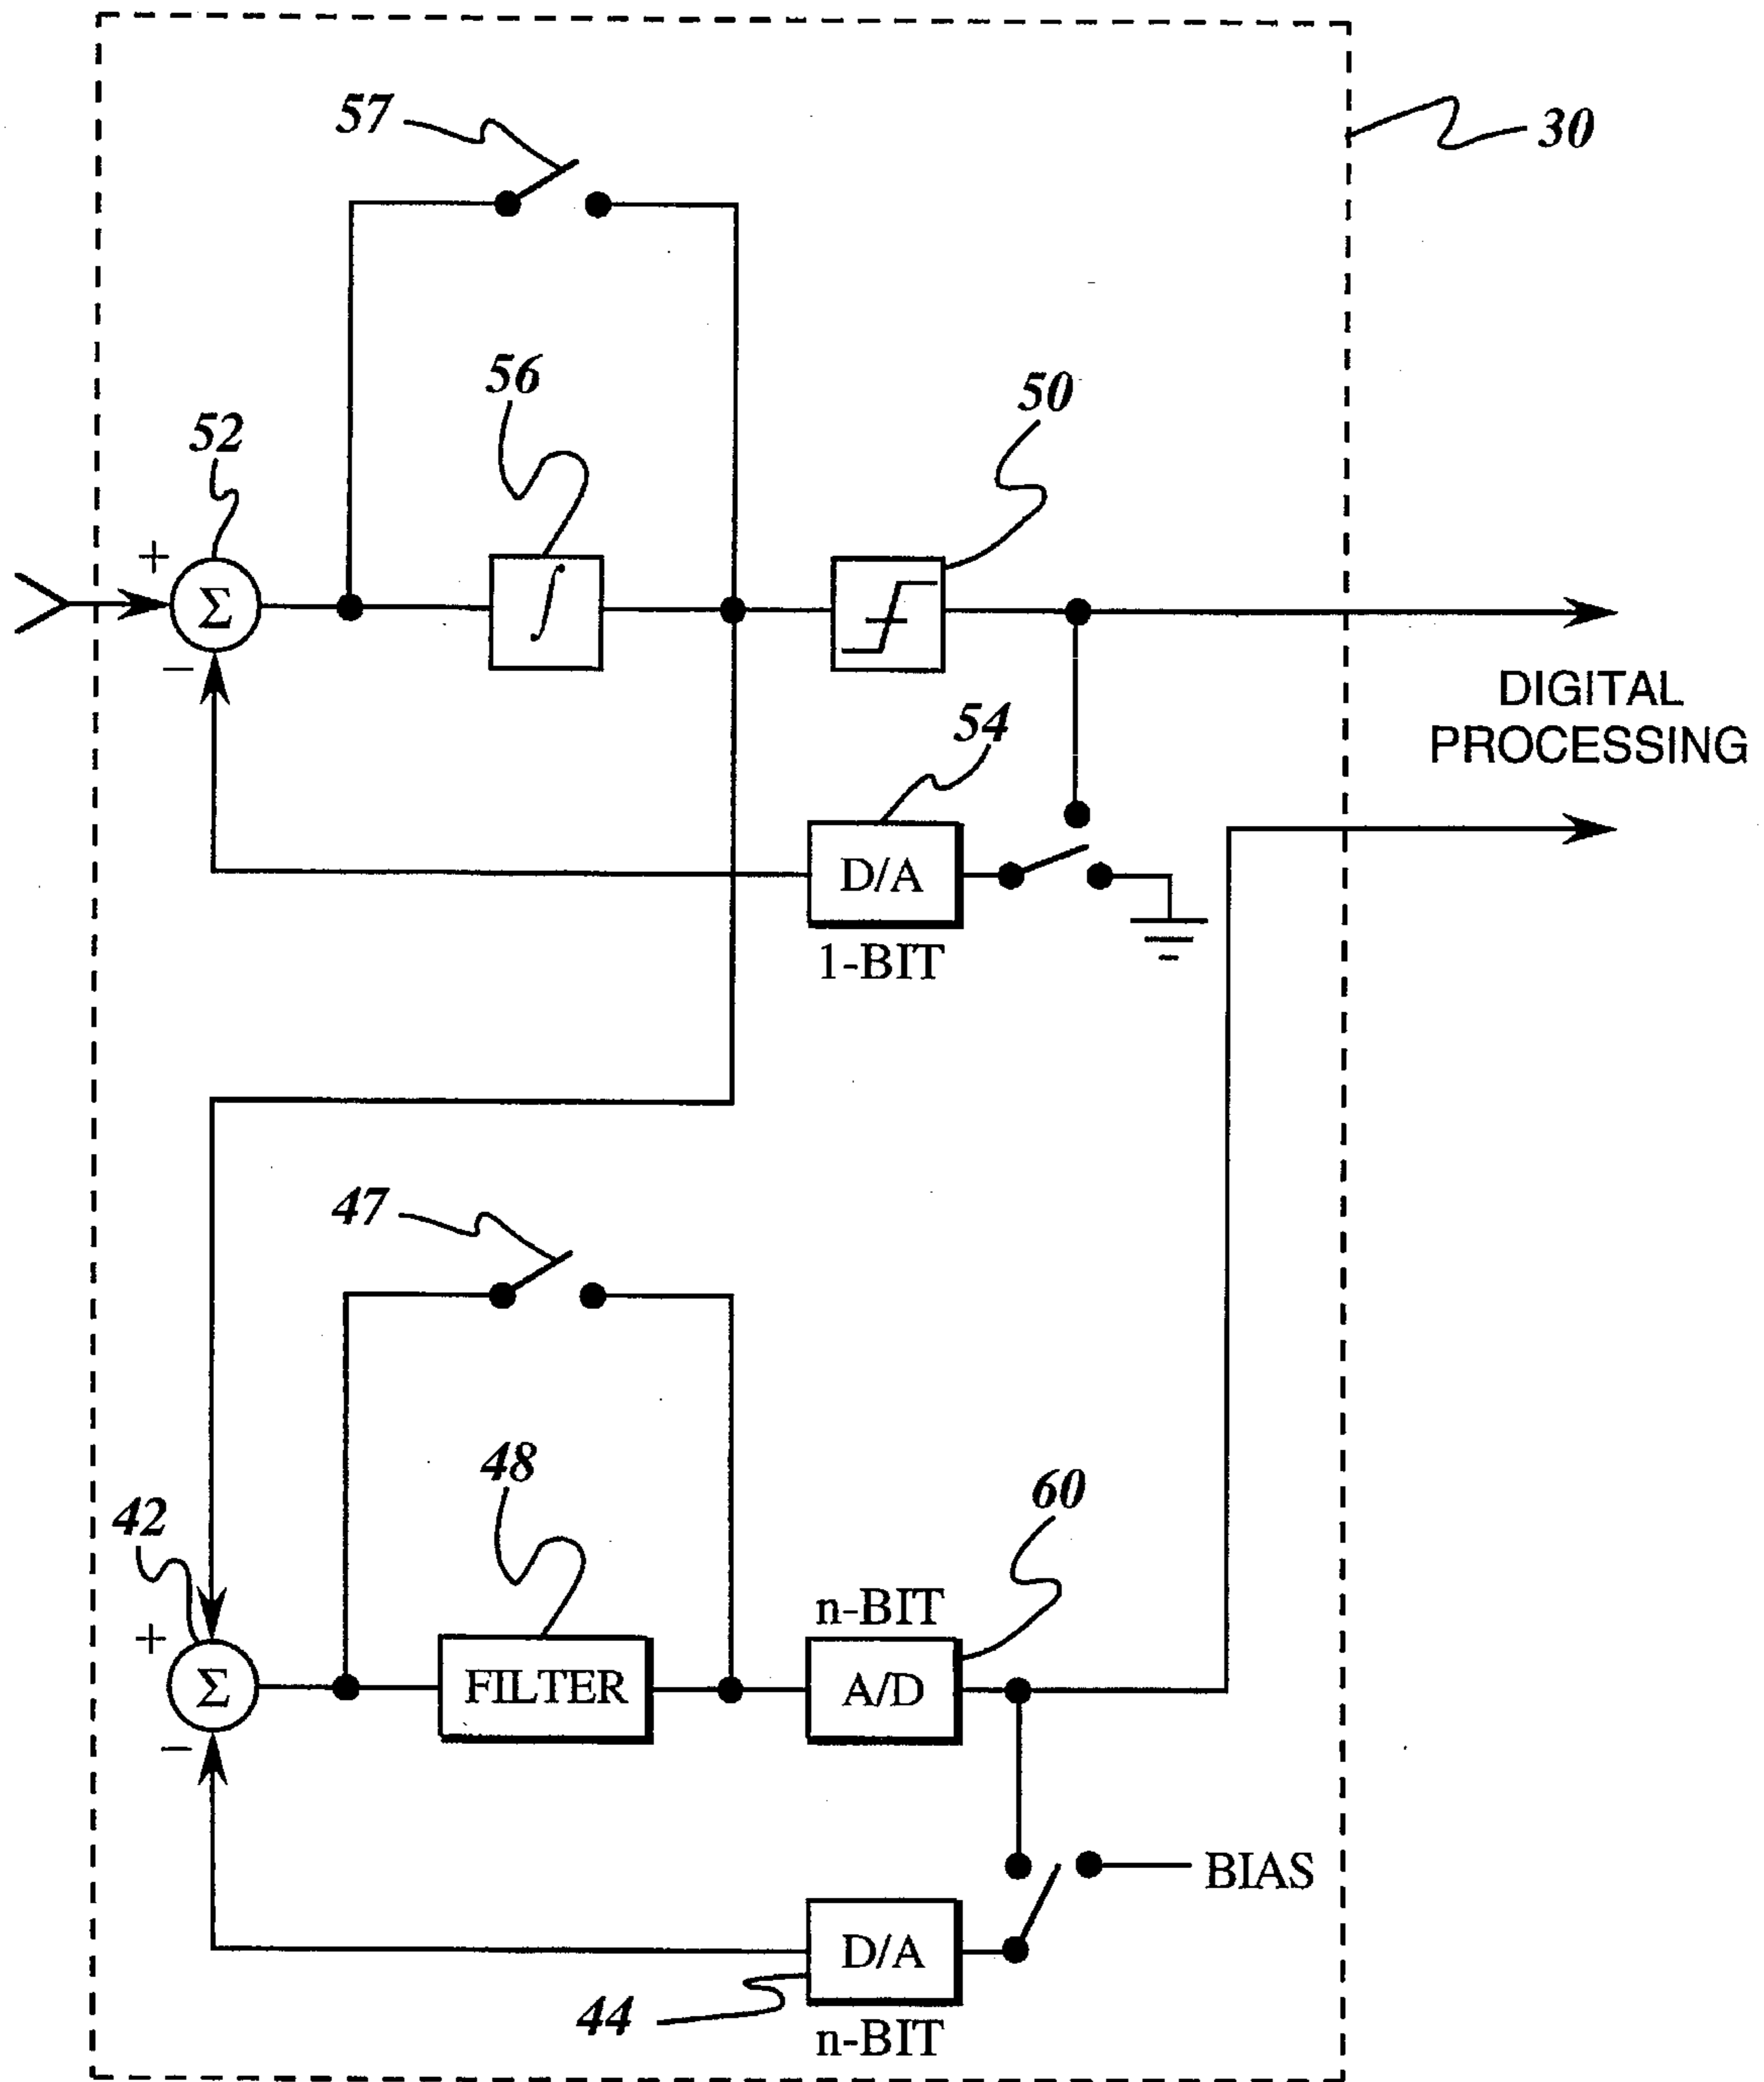 57
30
56
50
52
+
Σ
∫
−
DIGITAL
PROCESSING
54
D/A
1-BIT
47
48
60
42
n-BIT
+
Σ
FILTER
A/D
−
BIAS
D/A
44
n-BIT